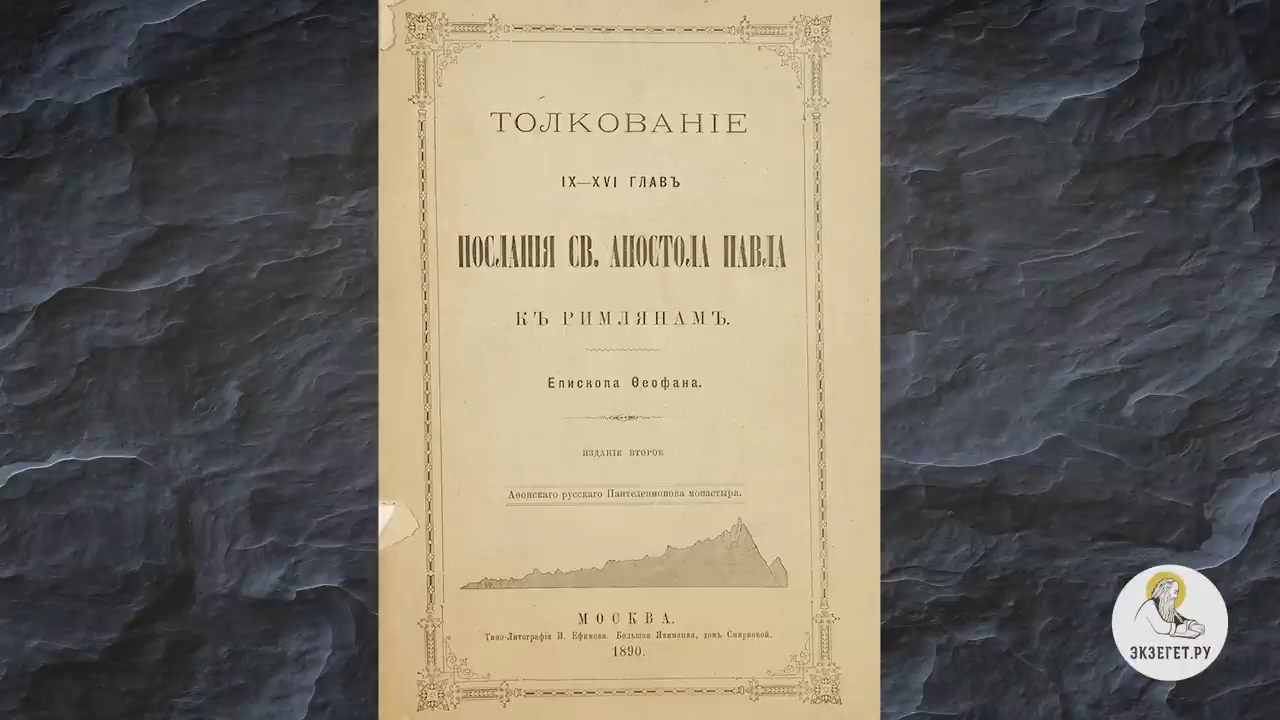 ТОЛКОВАНІЕ
IX—XVI ГЛАВЪ
ПОСЛАНІЯ СВ. АПОСТОЛА ПАВЛА
КЪ РИМЛЯНАМЪ.
Епископа Ѳеофана.
ИЗДАНІЕ ВТОРОЕ
Аѳонскаго русскаго Пантелеимонова монастыря.
МОСКВА.
Типо-Литографія И. Ефимова. Большая Якиманка, домъ Смирновой.
1890.
ЭКЗЕГЕТ.РУ